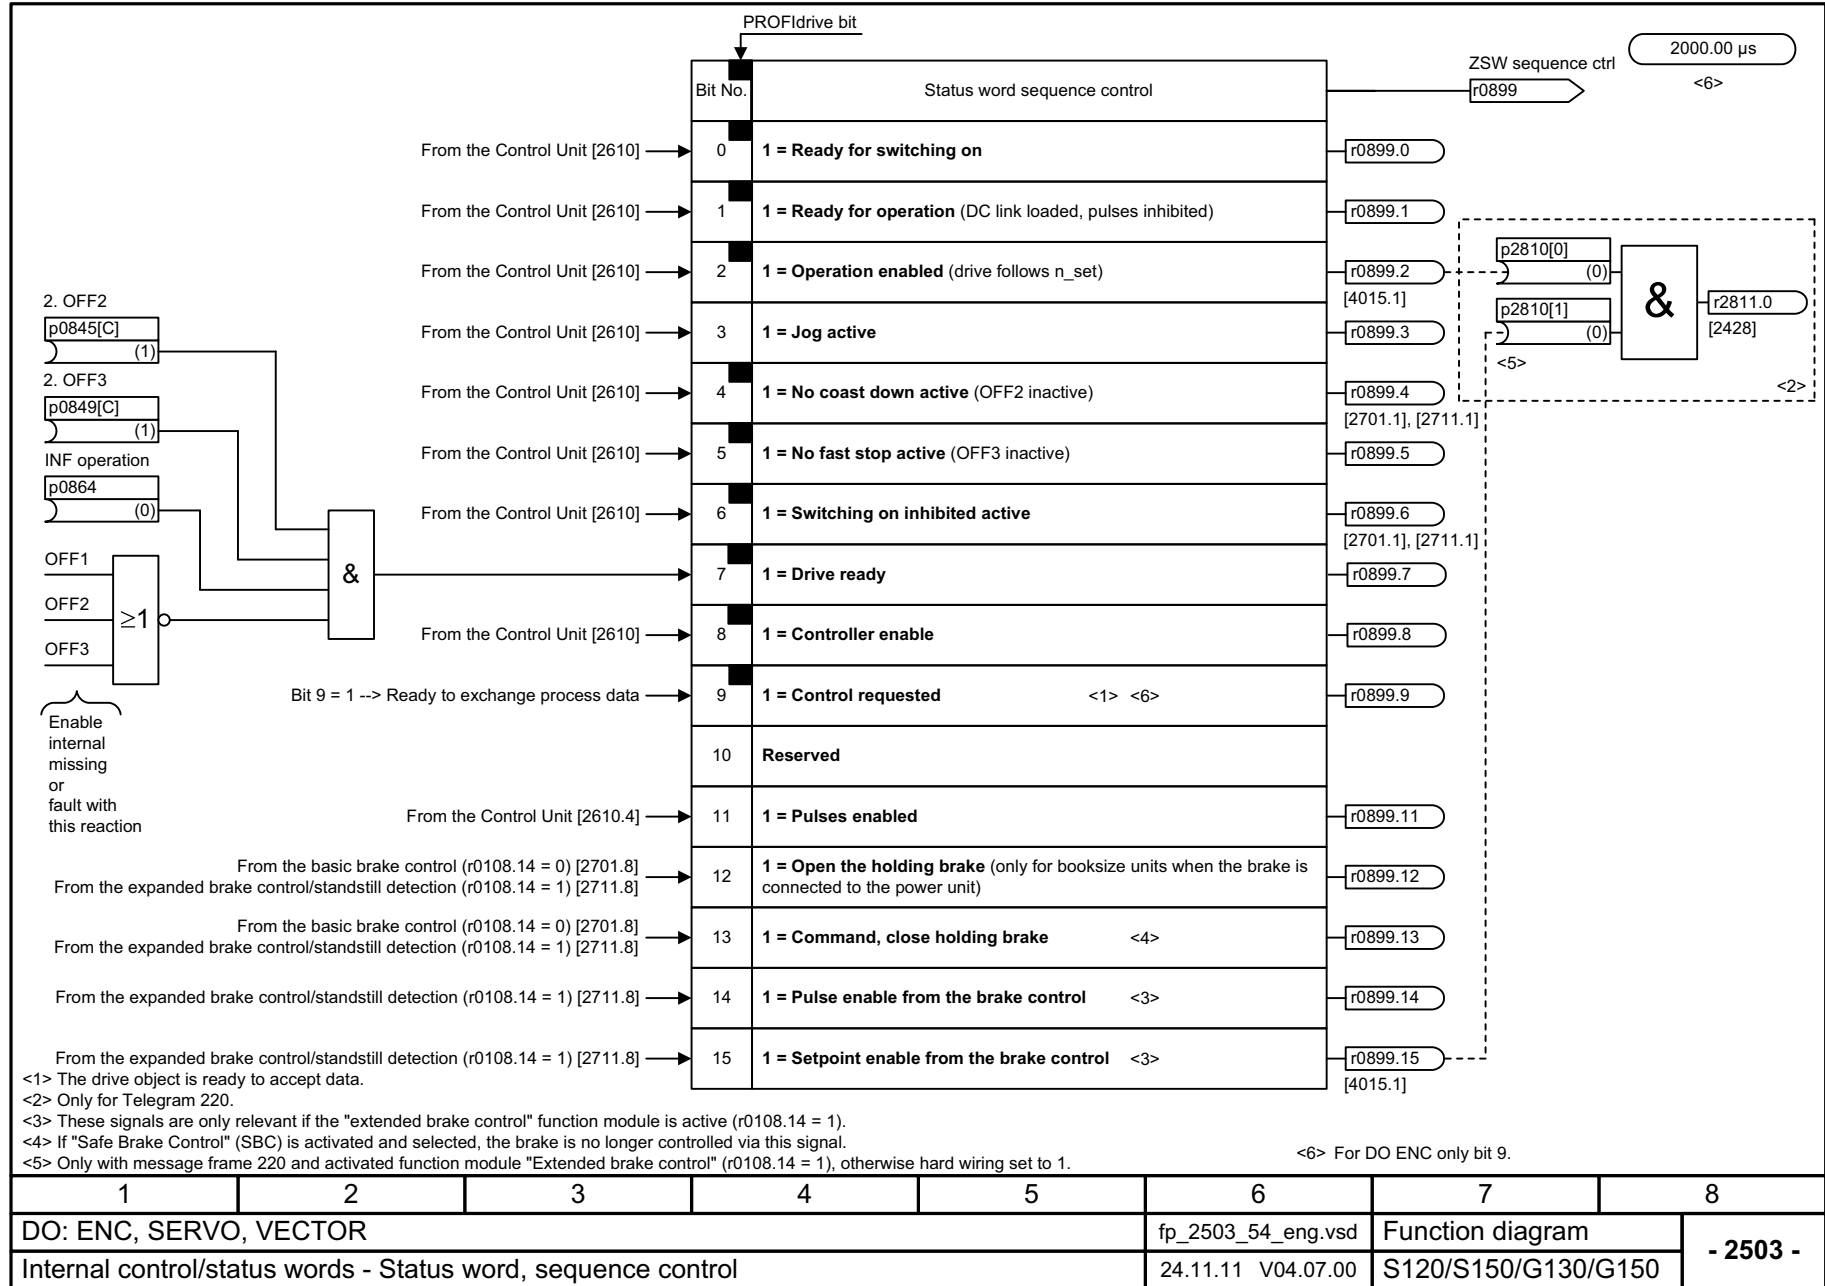 PROFIdrive bit
2000.00 µs
<6>
ZSW sequence ctrl
r0899
Bit No.
Status word sequence control
From the Control Unit [2610]
0
1 = Ready for switching on
r0899.0
From the Control Unit [2610]
1
1 = Ready for operation (DC link loaded, pulses inhibited)
r0899.1
From the Control Unit [2610]
2
1 = Operation enabled (drive follows n_set)
r0899.2
[4015.1]
p2810[0]
(0)
p2810[1]
(0)
<5>
&
r2811.0
[2428]
<2>
2. OFF2
p0845[C]
(1)
2. OFF3
p0849[C]
(1)
INF operation
p0864
(0)
OFF1
OFF2
OFF3
≥1
&
Enable
internal
missing
or
fault with
this reaction
From the Control Unit [2610]
3
1 = Jog active
r0899.3
From the Control Unit [2610]
4
1 = No coast down active (OFF2 inactive)
r0899.4
[2701.1], [2711.1]
From the Control Unit [2610]
5
1 = No fast stop active (OFF3 inactive)
r0899.5
From the Control Unit [2610]
6
1 = Switching on inhibited active
r0899.6
[2701.1], [2711.1]
7
1 = Drive ready
r0899.7
From the Control Unit [2610]
8
1 = Controller enable
r0899.8
Bit 9 = 1 --> Ready to exchange process data
9
1 = Control requested <1> <6>
r0899.9
10
Reserved
From the Control Unit [2610.4]
11
1 = Pulses enabled
r0899.11
From the basic brake control (r0108.14 = 0) [2701.8]
From the expanded brake control/standstill detection (r0108.14 = 1) [2711.8]
12
1 = Open the holding brake (only for booksize units when the brake is
connected to the power unit)
r0899.12
From the basic brake control (r0108.14 = 0) [2701.8]
From the expanded brake control/standstill detection (r0108.14 = 1) [2711.8]
13
1 = Command, close holding brake <4>
r0899.13
From the expanded brake control/standstill detection (r0108.14 = 1) [2711.8]
14
1 = Pulse enable from the brake control <3>
r0899.14
From the expanded brake control/standstill detection (r0108.14 = 1) [2711.8]
15
1 = Setpoint enable from the brake control <3>
r0899.15
[4015.1]
<1> The drive object is ready to accept data.
<2> Only for Telegram 220.
<3> These signals are only relevant if the "extended brake control" function module is active (r0108.14 = 1).
<4> If "Safe Brake Control" (SBC) is activated and selected, the brake is no longer controlled via this signal.
<5> Only with message frame 220 and activated function module "Extended brake control" (r0108.14 = 1), otherwise hard wiring set to 1.
<6> For DO ENC only bit 9.
1 2 3 4 5 6 7 8
DO: ENC, SERVO, VECTOR
fp_2503_54_eng.vsd
Function diagram
- 2503 -
Internal control/status words - Status word, sequence control
24.11.11 V04.07.00
S120/S150/G130/G150